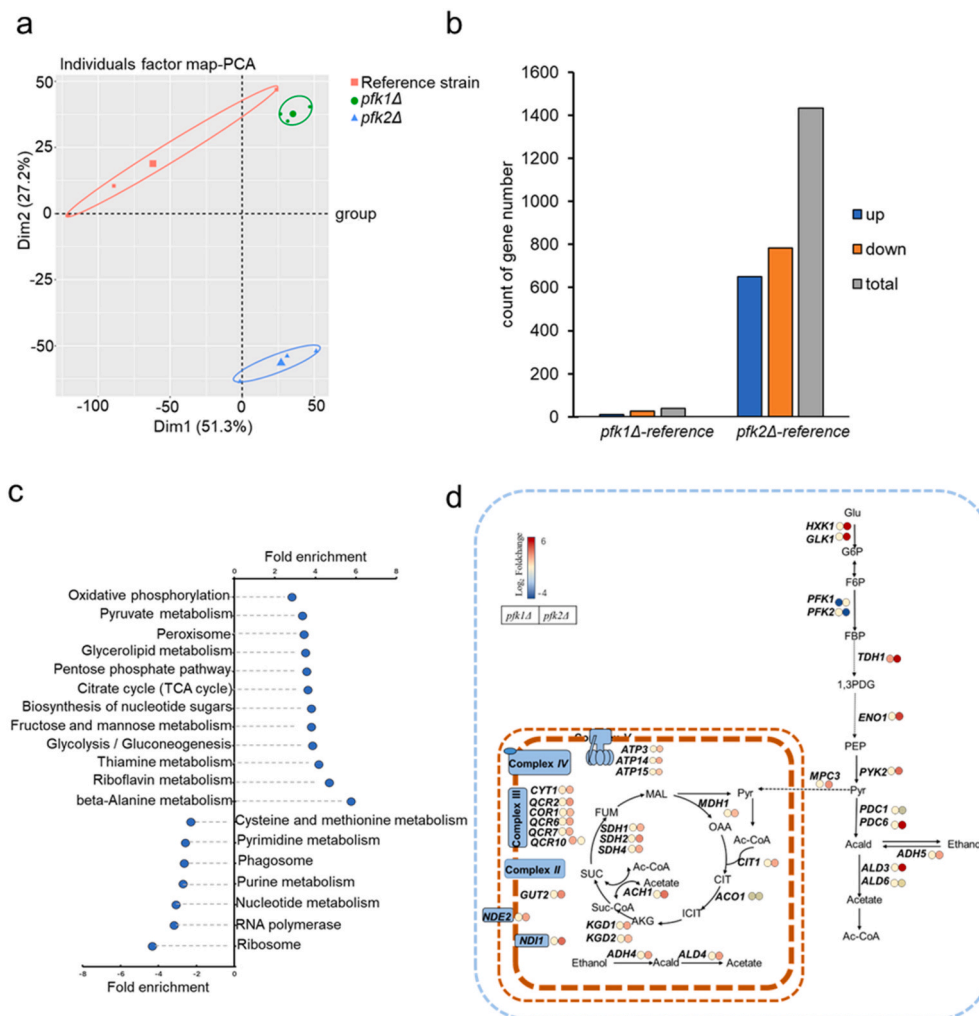 a
Individuals factor map-PCA
50
25
0
-25
-50
-100
-50
0
50
Dim2 (27.2%)
Dim1 (51.3%)
group
Reference strain
pfk1Δ
pfk2Δ
b
count of gene number
1600
1400
1200
1000
800
600
400
200
0
pfk1Δ-reference
pfk2Δ-reference
up
down
total
c
Fold enrichment
0
2
4
6
8
Oxidative phosphorylation
Pyruvate metabolism
Peroxisome
Glycerolipid metabolism
Pentose phosphate pathway
Citrate cycle (TCA cycle)
Biosynthesis of nucleotide sugars
Fructose and mannose metabolism
Glycolysis / Gluconeogenesis
Thiamine metabolism
Riboflavin metabolism
beta-Alanine metabolism
Cysteine and methionine metabolism
Pyrimidine metabolism
Phagosome
Purine metabolism
Nucleotide metabolism
RNA polymerase
Ribosome
-8
-6
-4
-2
0
Fold enrichment
d
Log2 Foldchange
6
-4
pfk1Δ
pfk2Δ
Glu
HXK1
GLK1
G6P
F6P
PFK1
PFK2
FBP
TDH1
1,3PDG
ENO1
PEP
PYK2
MPC3
Pyr
PDC1
PDC6
Acald
Ethanol
ADH5
ALD3
ALD6
Acetate
Ac-CoA
Complex IV
ATP3
ATP14
ATP15
Complex III
CYT1
QCR2
COR1
QCR6
QCR7
QCR10
Complex II
GUT2
NDE2
NDI1
MAL
MDH1
Pyr
FUM
OAA
SDH1
SDH2
SDH4
Ac-CoA
CIT1
SUC
Ac-CoA
Acetate
ACH1
CIT
ACO1
Suc-CoA
AKG
ICIT
KGD1
KGD2
Ethanol
ADH4
Acald
ALD4
Acetate